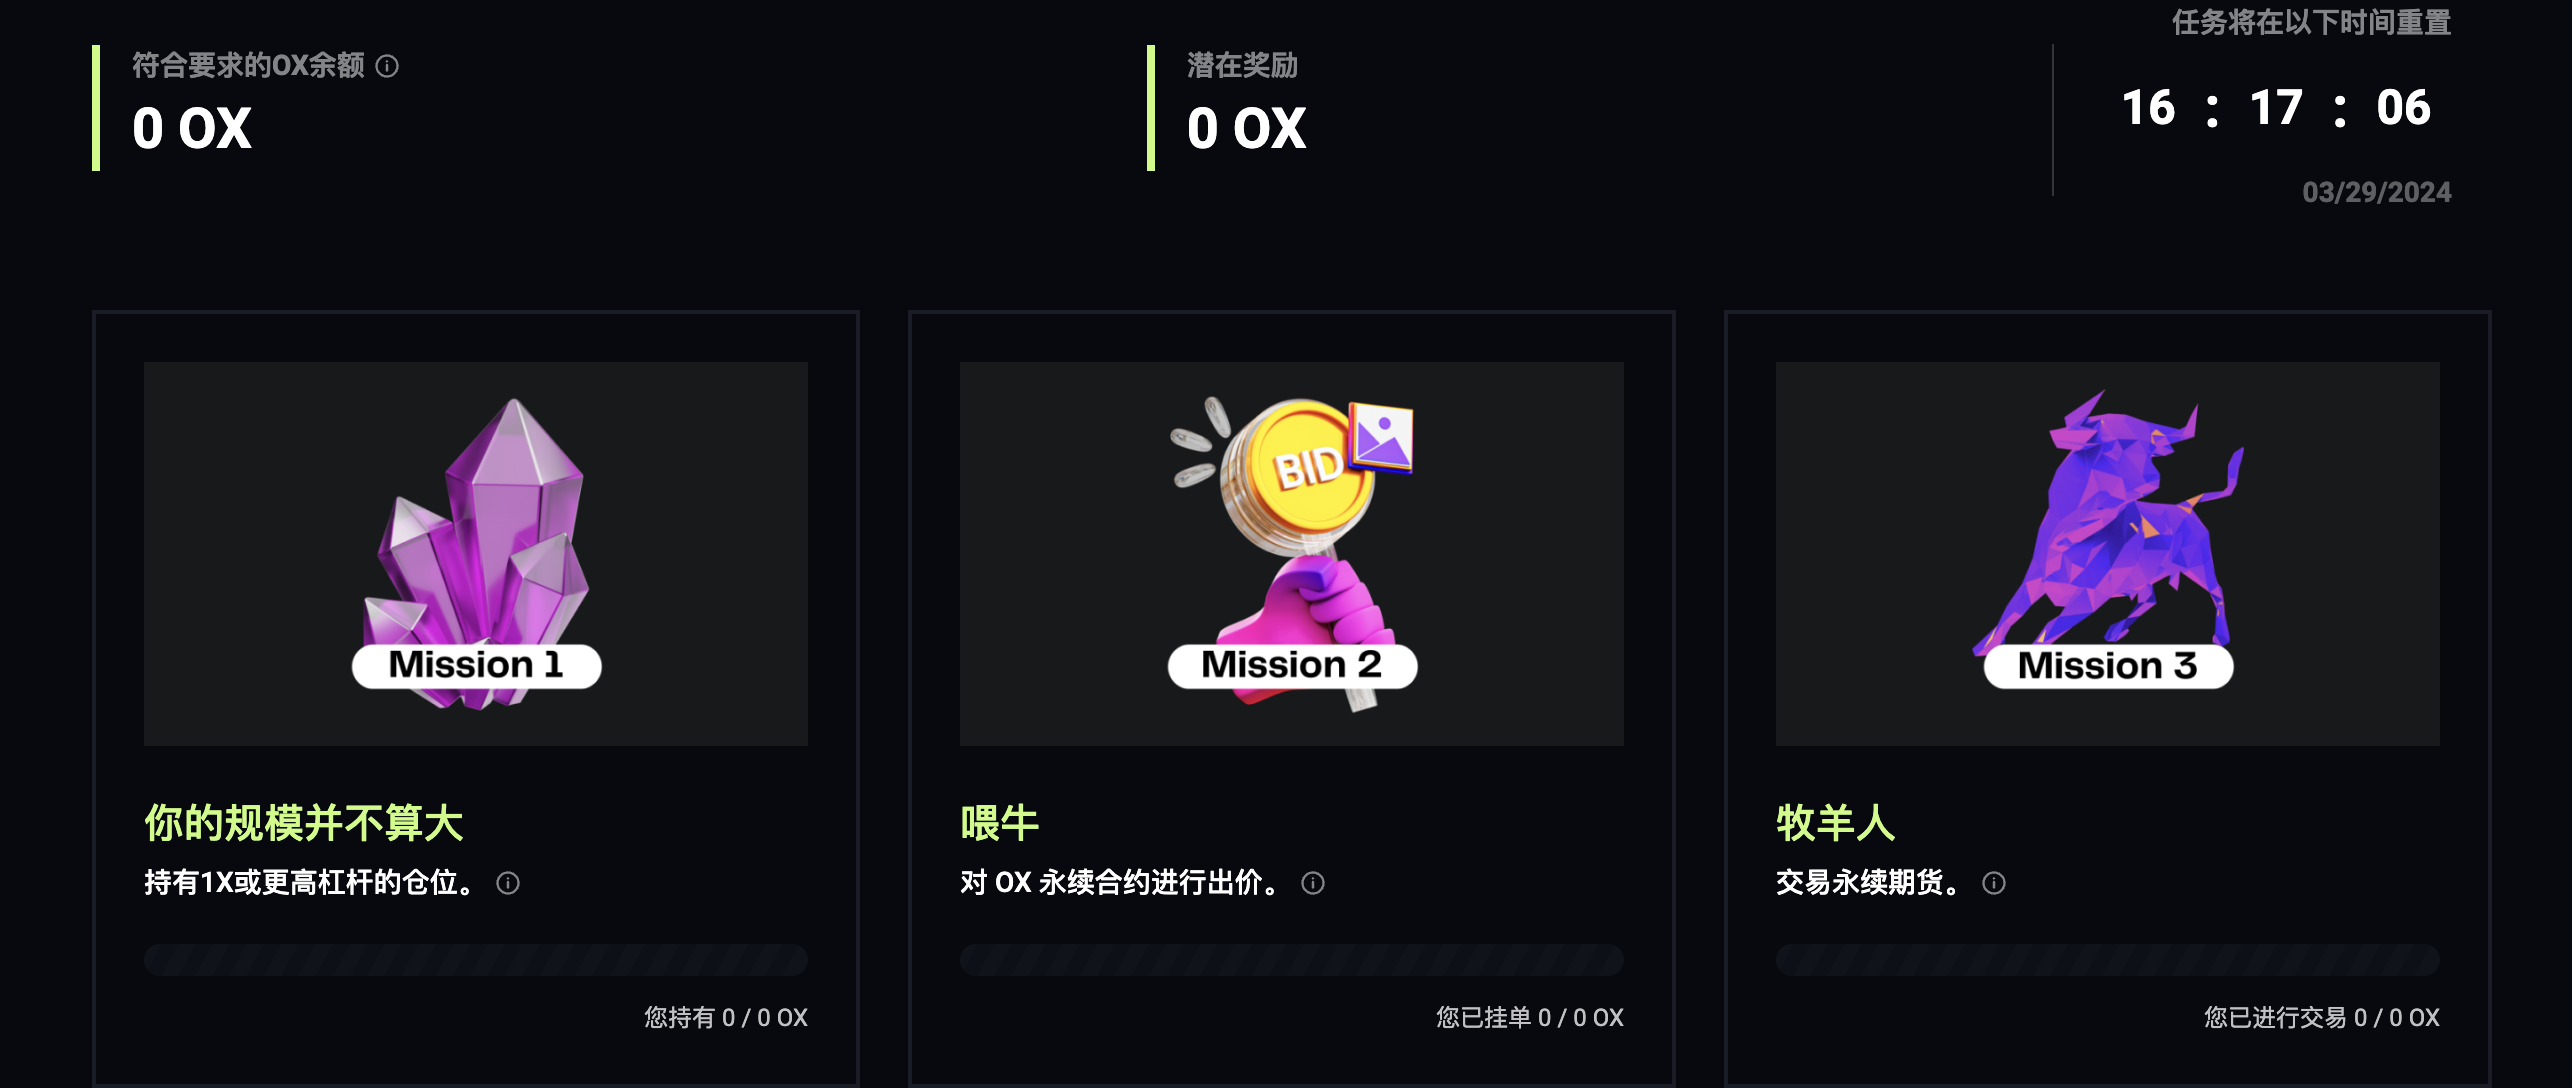 任务将在以下时间重置
符合要求的OX余额
0 OX
潜在奖励
0 OX
16 : 17 : 06
03/29/2024
BID
Mission 1
Mission 2
Mission 3
你的规模并不算大
持有1X或更高杠杆的仓位。
您持有 0 / 0 OX
喂牛
对 OX 永续合约进行出价。
您已挂单 0 / 0 OX
牧羊人
交易永续期货。
您已进行交易 0 / 0 OX